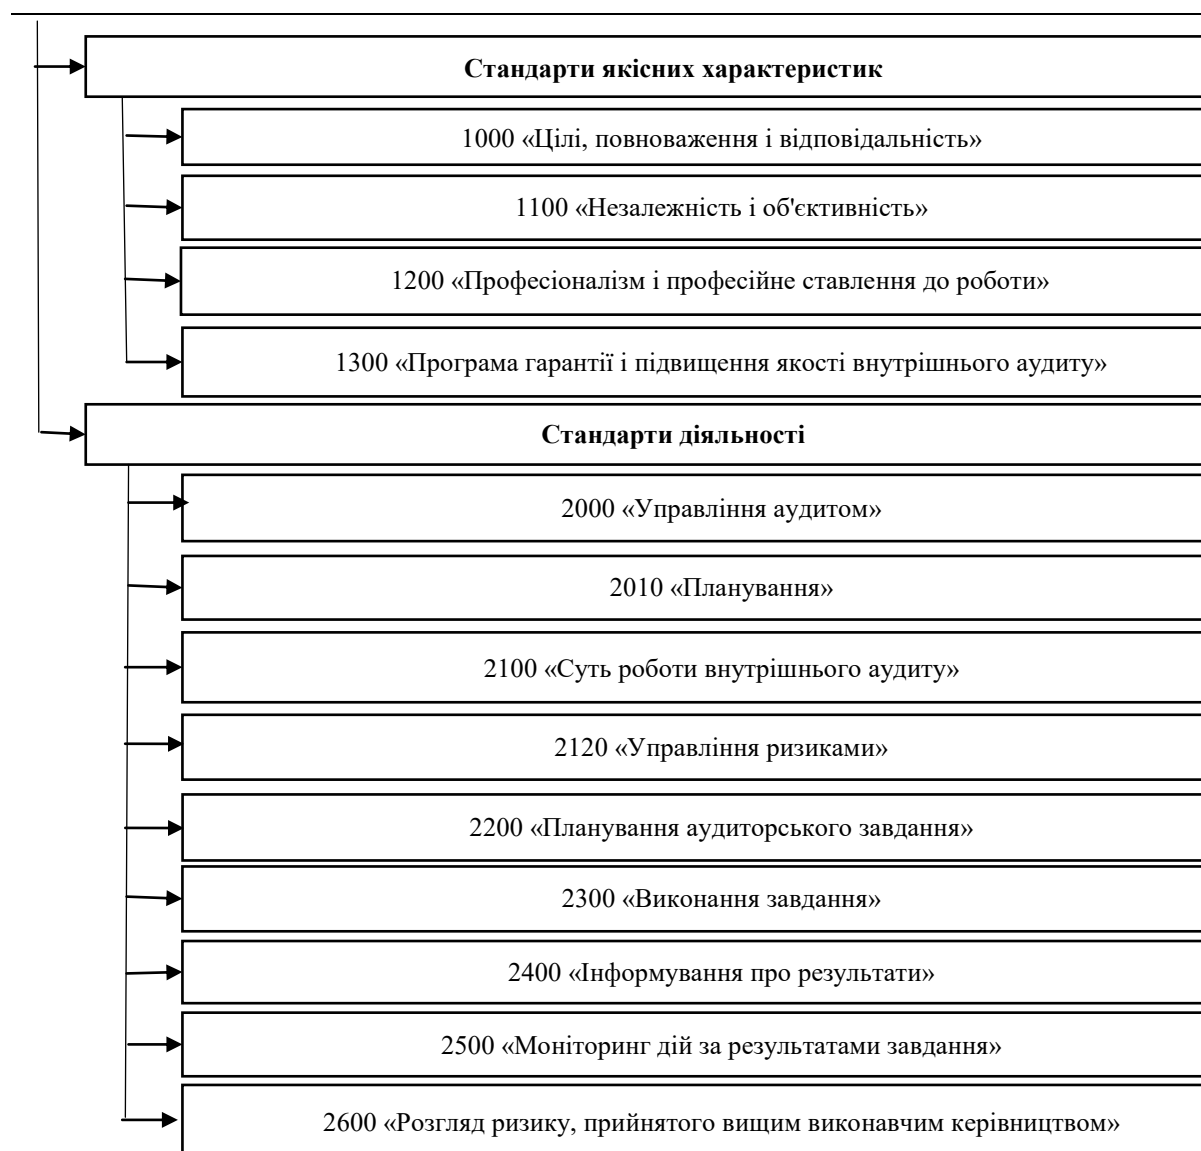 Стандарти якісних характеристик
1000 «Цілі, повноваження і відповідальність»
1100 «Незалежність і об'єктивність»
1200 «Професіоналізм і професійне ставлення до роботи»
1300 «Програма гарантії і підвищення якості внутрішнього аудиту»
Стандарти діяльності
2000 «Управління аудитом»
2010 «Планування»
2100 «Суть роботи внутрішнього аудиту»
2120 «Управління ризиками»
2200 «Планування аудиторського завдання»
2300 «Виконання завдання»
2400 «Інформування про результати»
2500 «Моніторинг дій за результатами завдання»
2600 «Розгляд ризику, прийнятого вищим виконавчим керівництвом»